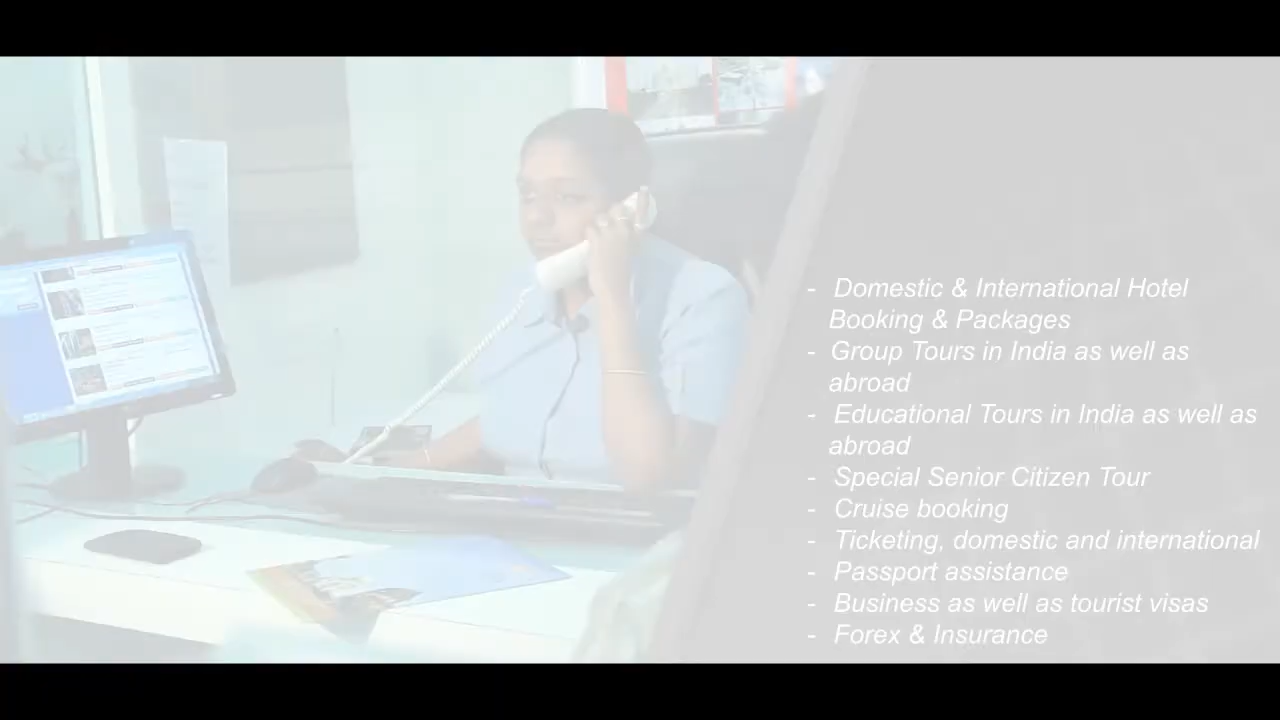 - Domestic & International Hotel
Booking & Packages
- Group Tours in India as well as
abroad
- Educational Tours in India as well as
abroad
- Special Senior Citizen Tour
- Cruise booking
- Ticketing, domestic and international
- Passport assistance
- Business as well as tourist visas
- Forex & Insurance